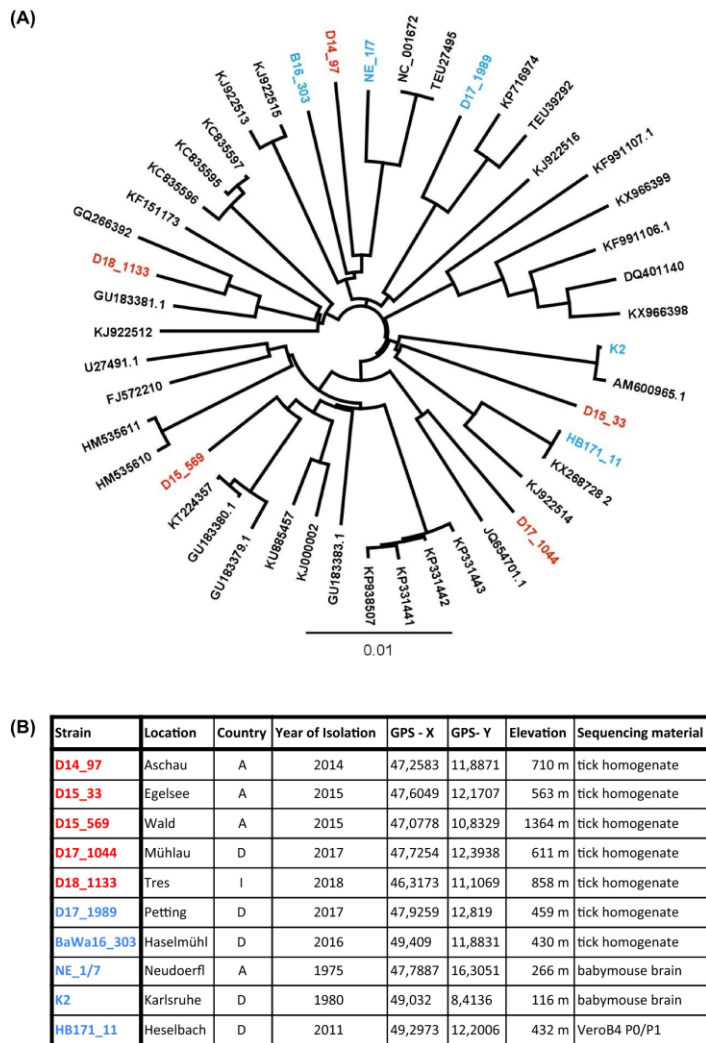 (A)
KJ922513
KJ922515
B16_303
D14_97
NE_1/7
NC_001672
TEU27495
D17_1989
KP716974
TEU39292
KJ922516
KF991107.1
KX966399
KF991106.1
DQ401140
KX966398
K2
AM600965.1
D15_33
HB171_11
KX268728 2
KJ922514
D17_1044
JQ654701.1
KP331443
KP331442
KP331441
KP938507
GU183383.1
KJ000002
KU885457
GU183379.1
GU183380.1
KT224357
D15_569
HM535610
HM535611
FJ572210
U27491.1
KJ922512
GU183381.1
D18_1133
GQ266392
KF151173
KC835596
KC835595
KC835597
0.01
(B)
Strain Location Country Year of Isolation GPS - X GPS- Y Elevation Sequencing material
D14_97 Aschau A 2014 47,2583 11,8871 710 m tick homogenate
D15_33 Egelsee A 2015 47,6049 12,1707 563 m tick homogenate
D15_569 Wald A 2015 47,0778 10,8329 1364 m tick homogenate
D17_1044 Mühlau D 2017 47,7254 12,3938 611 m tick homogenate
D18_1133 Tres I 2018 46,3173 11,1069 858 m tick homogenate
D17_1989 Petting D 2017 47,9259 12,819 459 m tick homogenate
BaWa16_303 Haselmühl D 2016 49,409 11,8831 430 m tick homogenate
NE_1/7 Neudoerfl A 1975 47,7887 16,3051 266 m babymouse brain
K2 Karlsruhe D 1980 49,032 8,4136 116 m babymouse brain
HB171_11 Heselbach D 2011 49,2973 12,2006 432 m VeroB4 P0/P1